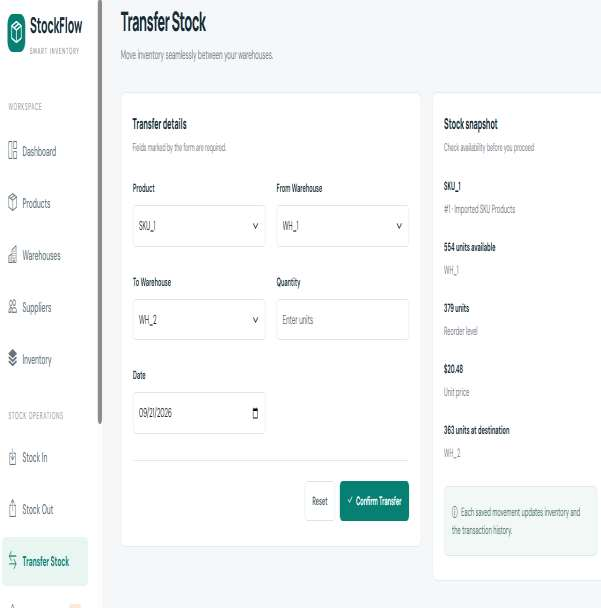 StockFlow
SMART INVENTORY
WORKSPACE
Dashboard
Products
Warehouses
Suppliers
Inventory
STOCK OPERATIONS
Stock In
Stock Out
Transfer Stock
Transfer Stock
Move inventory seamlessly between your warehouses.
Transfer details
Fields marked by the form are required.
Product
From Warehouse
SKU_1
WH_1
To Warehouse
Quantity
WH_2
Enter units
Date
09/21/2026
Reset
✓ Confirm Transfer
Stock snapshot
Check availability before you proceed
SKU_1
#1 · Imported SKU Products
554 units available
WH_1
379 units
Reorder level
$20.48
Unit price
363 units at destination
WH_2
Each saved movement updates inventory and
the transaction history.